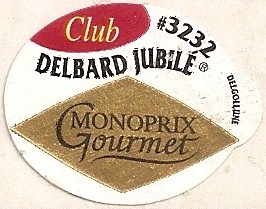 Club
#3232
DELBARD JUBILÉ®
DELGOLLUNE
MONOPRIX
Gourmet